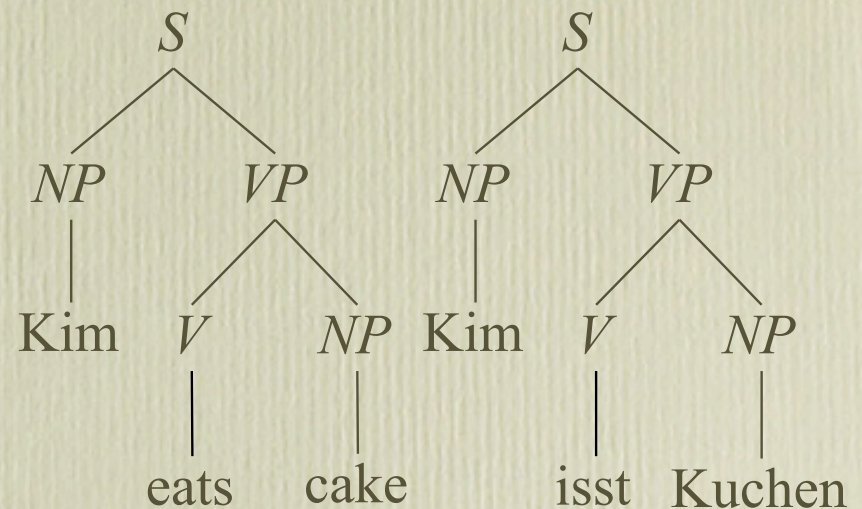 S S
NP VP NP VP
Kim V NP Kim V NP
eats cake isst Kuchen